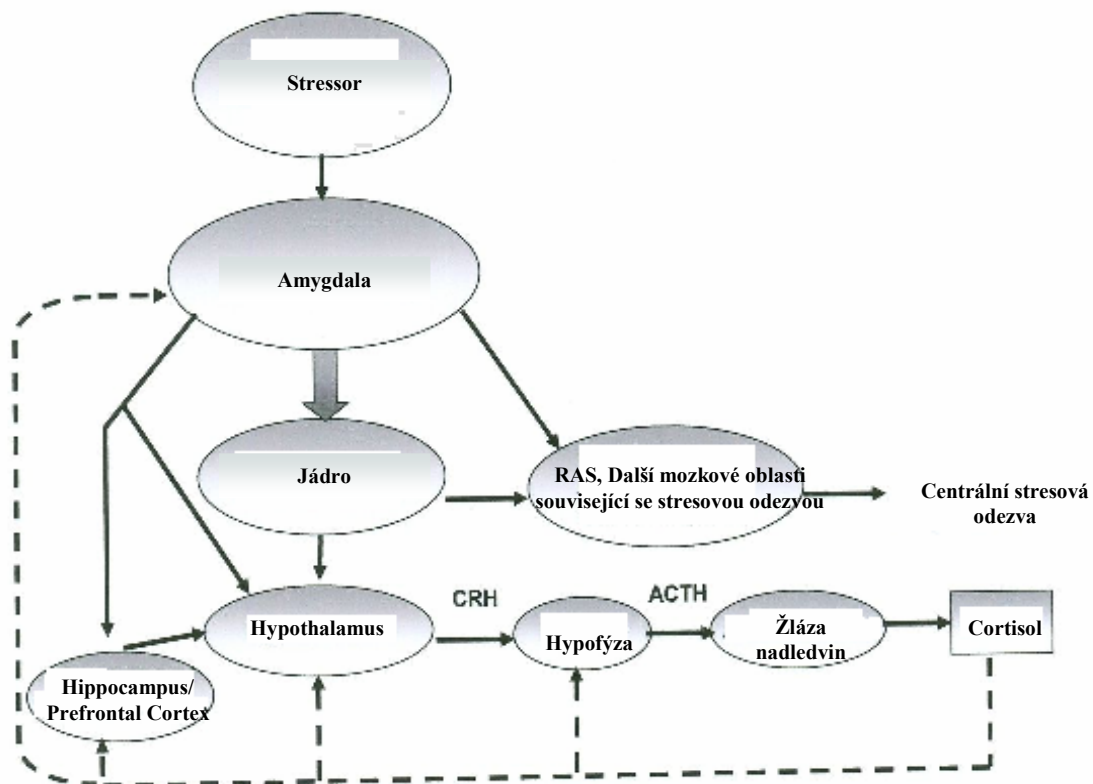 Stressor
Amygdala
Jádro
RAS, Další mozkové oblasti
související se stresovou odezvou
Centrální stresová
odezva
Hypothalamus
CRH
Hypofýza
ACTH
Žláza
nadledvin
Cortisol
Hippocampus/
Prefrontal Cortex